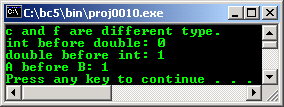 C:\bc5\bin\proj0010.exe
c and f are different type.
int before double: 0
double before int: 1
A before B: 1
Press any key to continue . . .